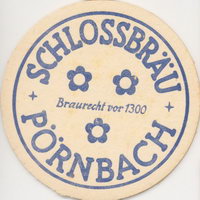 SCHLOSSBRÄU
Braurecht vor 1300
PÖRNBACH